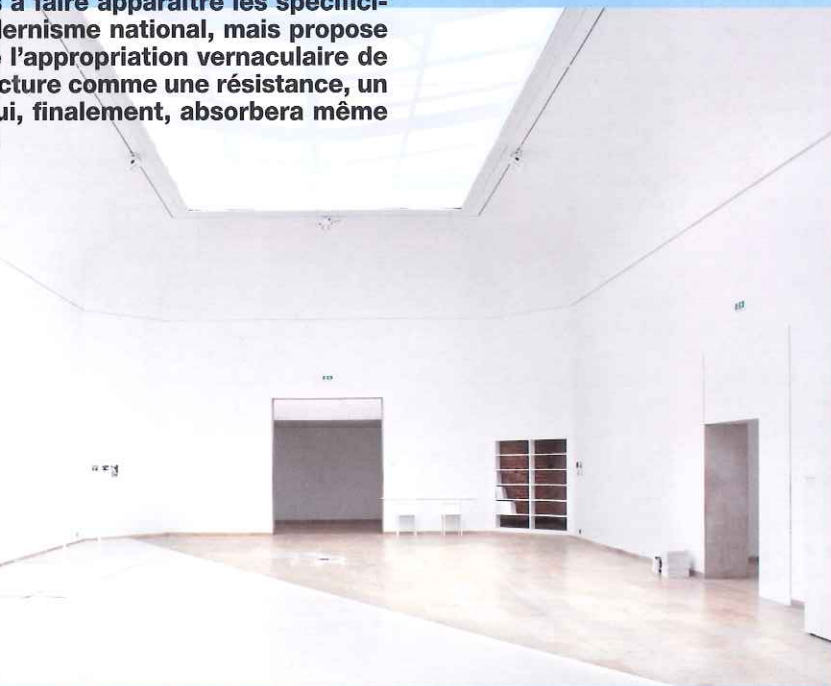 à faire apparaître les spécifici-
dernisme national, mais propose
l'appropriation vernaculaire de
cture comme une résistance, un
ui, finalement, absorbera même